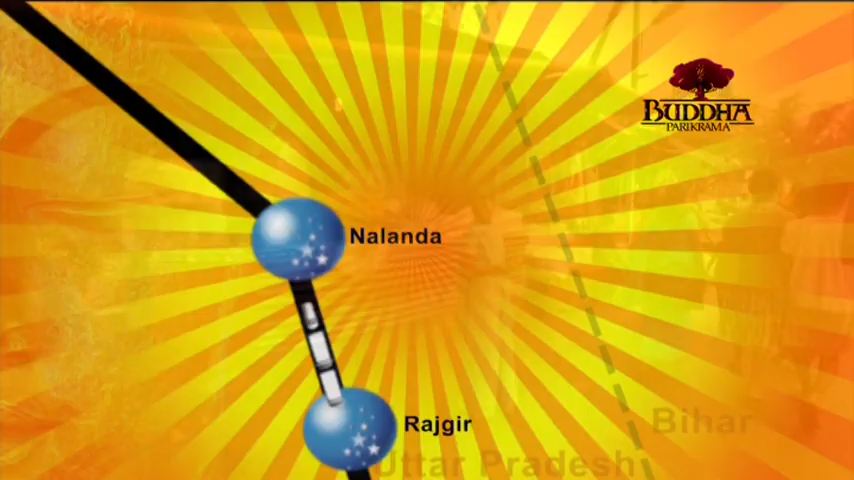 BUDDHA
PARIKRAMA
Nalanda
Rajgir
Bihar
Uttar Pradesh